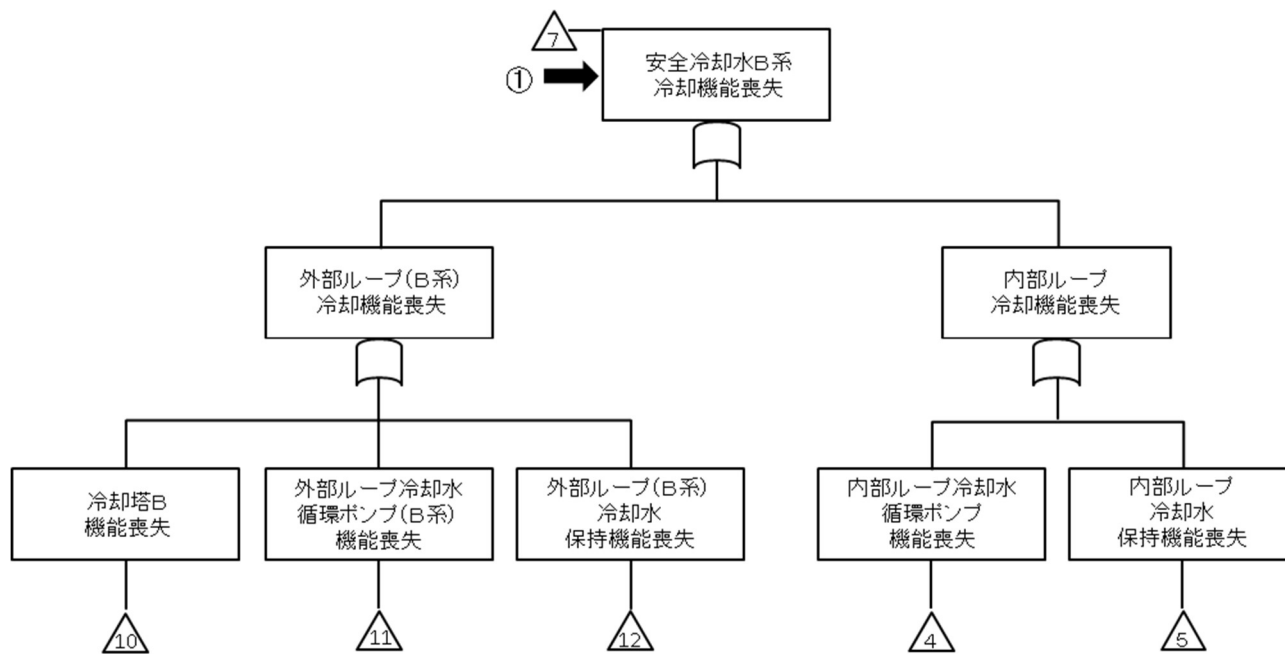 7
①
安全冷却水B系
冷却機能喪失
外部ループ(B系)
冷却機能喪失
内部ループ
冷却機能喪失
冷却塔B
機能喪失
外部ループ冷却水
循環ポンプ(B系)
機能喪失
外部ループ(B系)
冷却水
保持機能喪失
内部ループ冷却水
循環ポンプ
機能喪失
内部ループ
冷却水
保持機能喪失
10
11
12
4
5